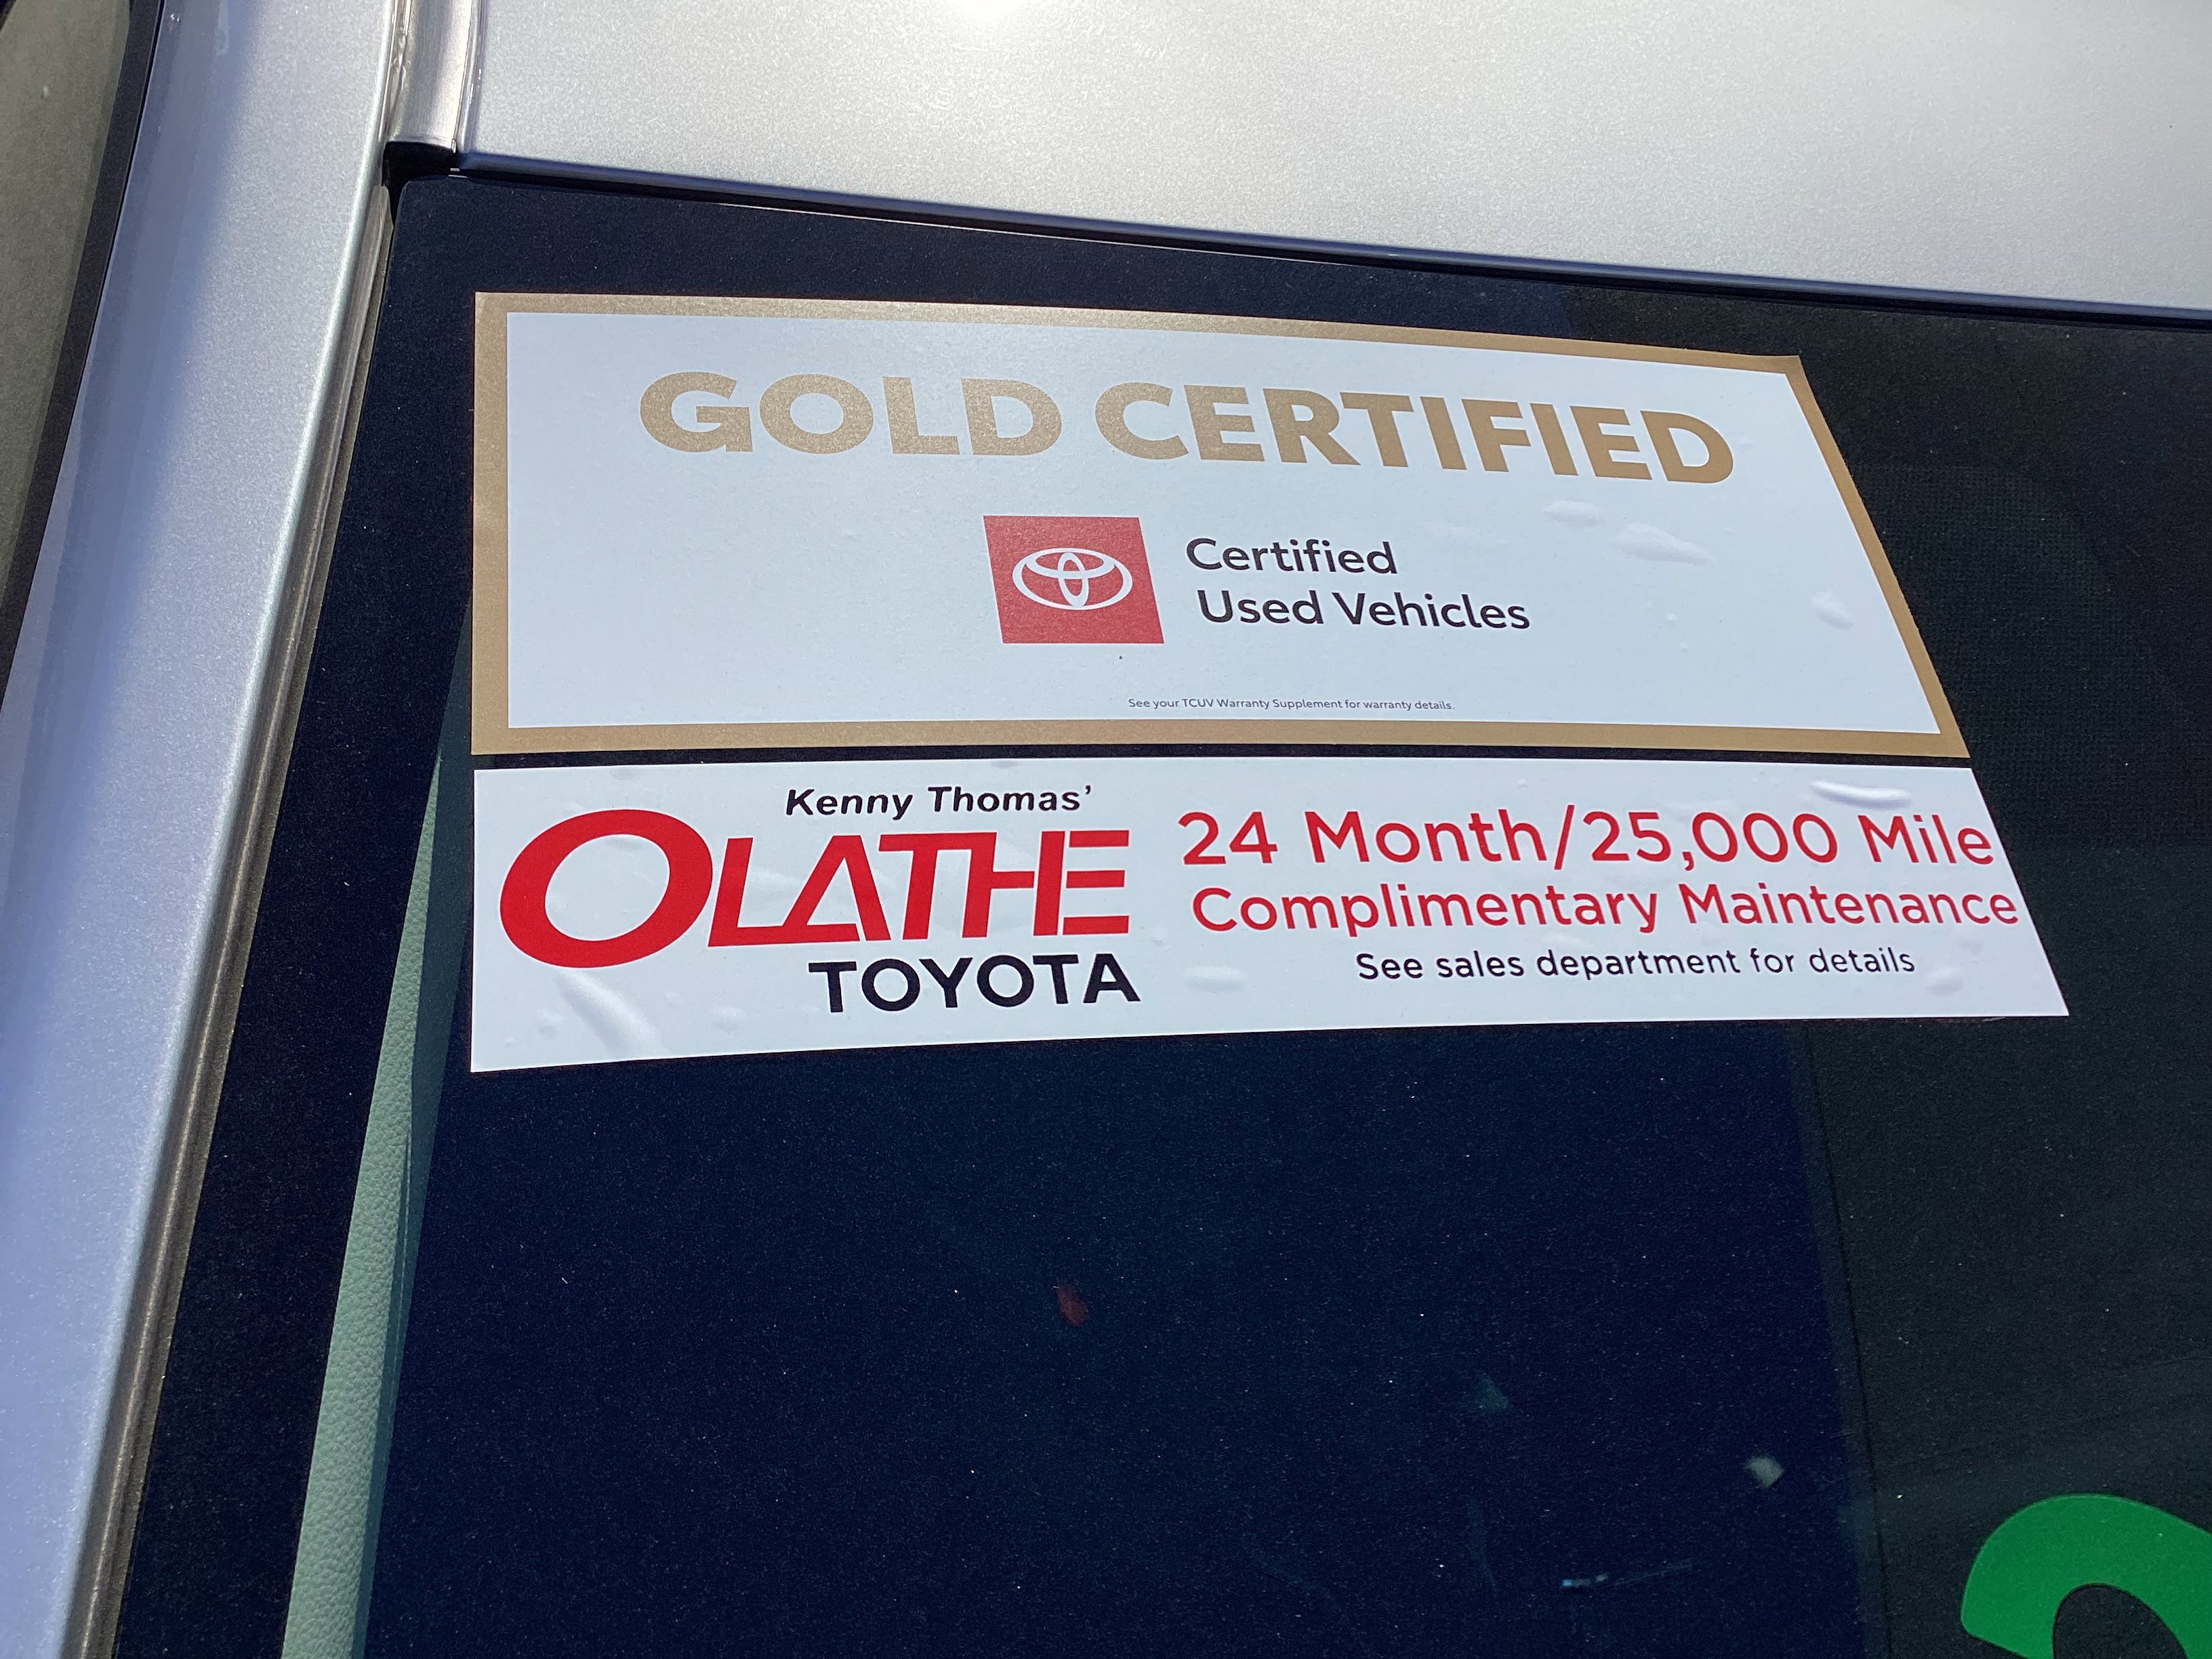 GOLD CERTIFIED
Certified
Used Vehicles
See your TCUV Warranty Supplement for warranty details.
Kenny Thomas’
OLATHE
TOYOTA
24 Month/25,000 Mile
Complimentary Maintenance
See sales department for details